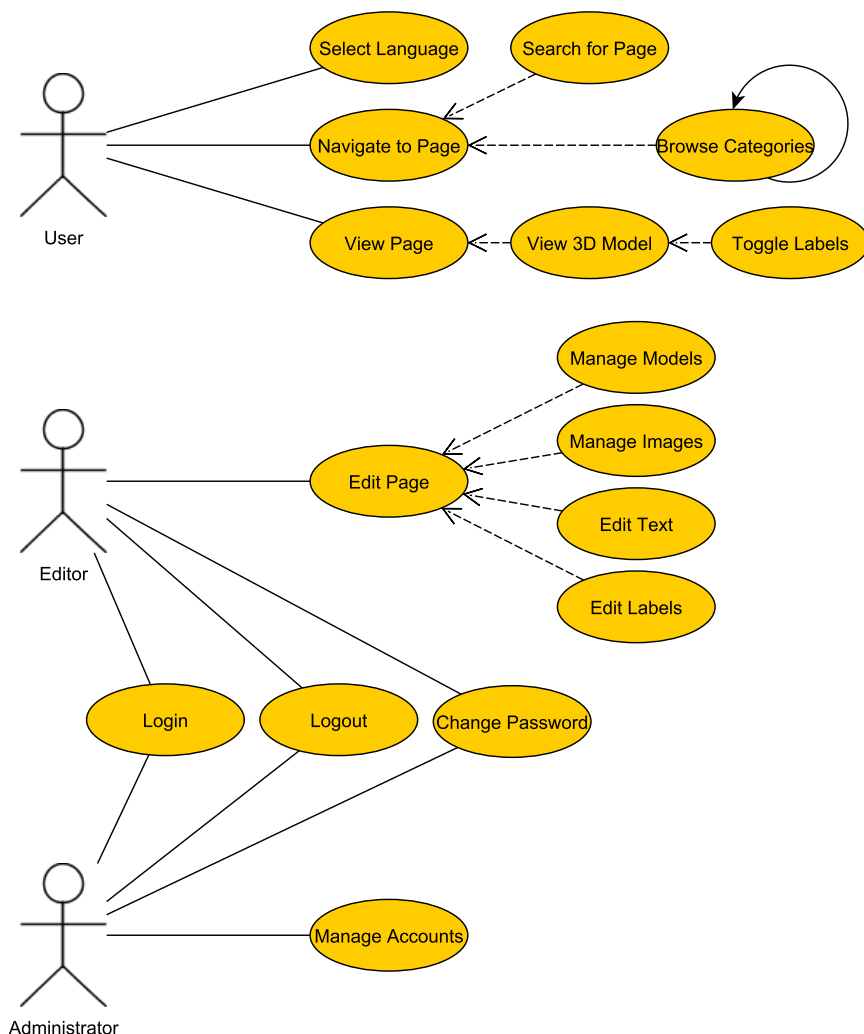 Select Language
Search for Page
Navigate to Page
Browse Categories
User
View Page
View 3D Model
Toggle Labels
Manage Models
Manage Images
Edit Page
Edit Text
Editor
Edit Labels
Login
Logout
Change Password
Manage Accounts
Administrator